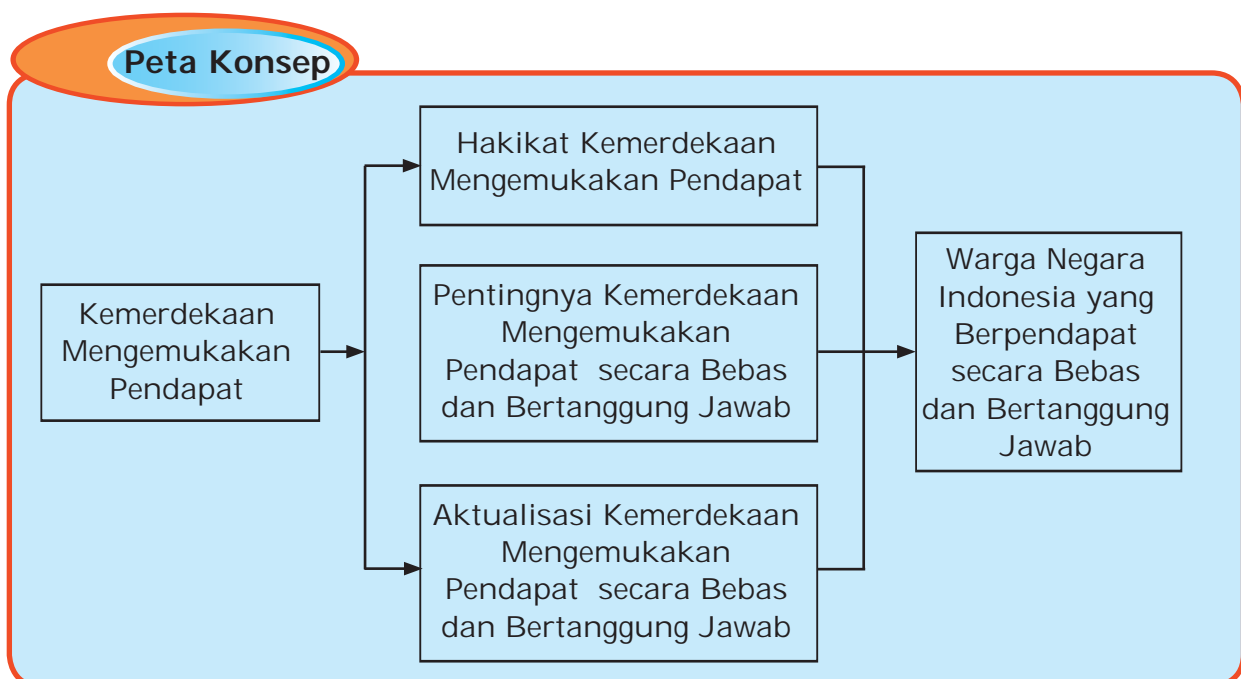 Peta Konsep
Kemerdekaan
Mengemukakan
Pendapat
Hakikat Kemerdekaan
Mengemukakan Pendapat
Pentingnya Kemerdekaan
Mengemukakan
Pendapat secara Bebas
dan Bertanggung Jawab
Aktualisasi Kemerdekaan
Mengemukakan
Pendapat secara Bebas
dan Bertanggung Jawab
Warga Negara
Indonesia yang
Berpendapat
secara Bebas
dan Bertanggung
Jawab